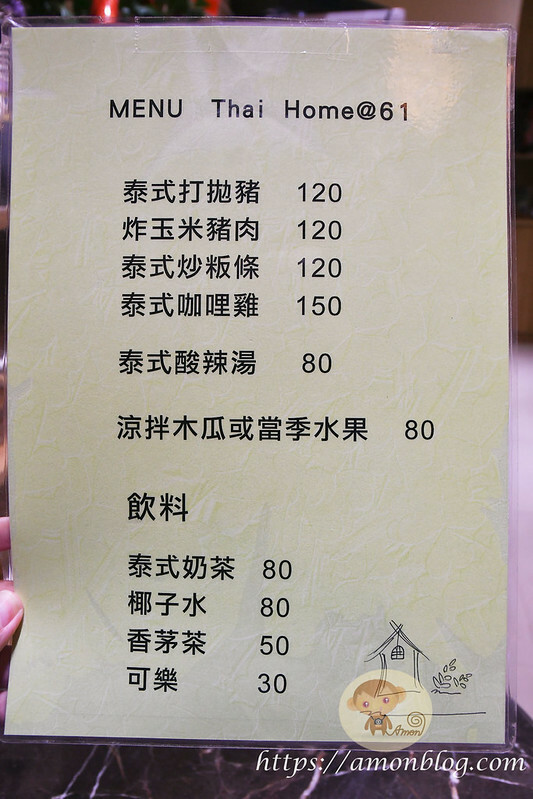 MENU Thai Home@61
泰式打拋豬 120
炸玉米豬肉 120
泰式炒粄條 120
泰式咖哩雞 150
泰式酸辣湯 80
涼拌木瓜或當季水果 80
飲料
泰式奶茶 80
椰子水 80
香茅茶 50
可樂 30
Amon
https://amonblog.com